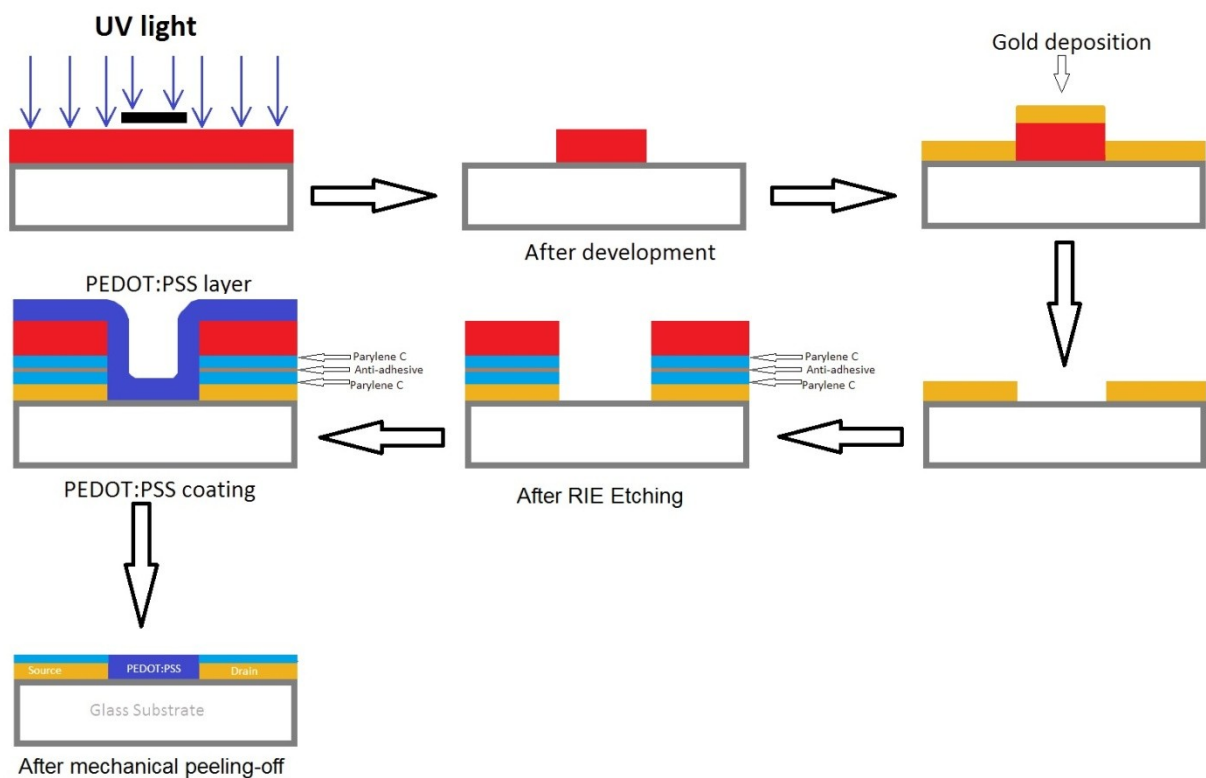 UV light
Gold deposition
After development
PEDOT:PSS layer
Parylene C
Anti-adhesive
Parylene C
PEDOT:PSS coating
Parylene C
Anti-adhesive
Parylene C
After RIE Etching
Source
PEDOT:PSS
Drain
Glass Substrate
After mechanical peeling-off